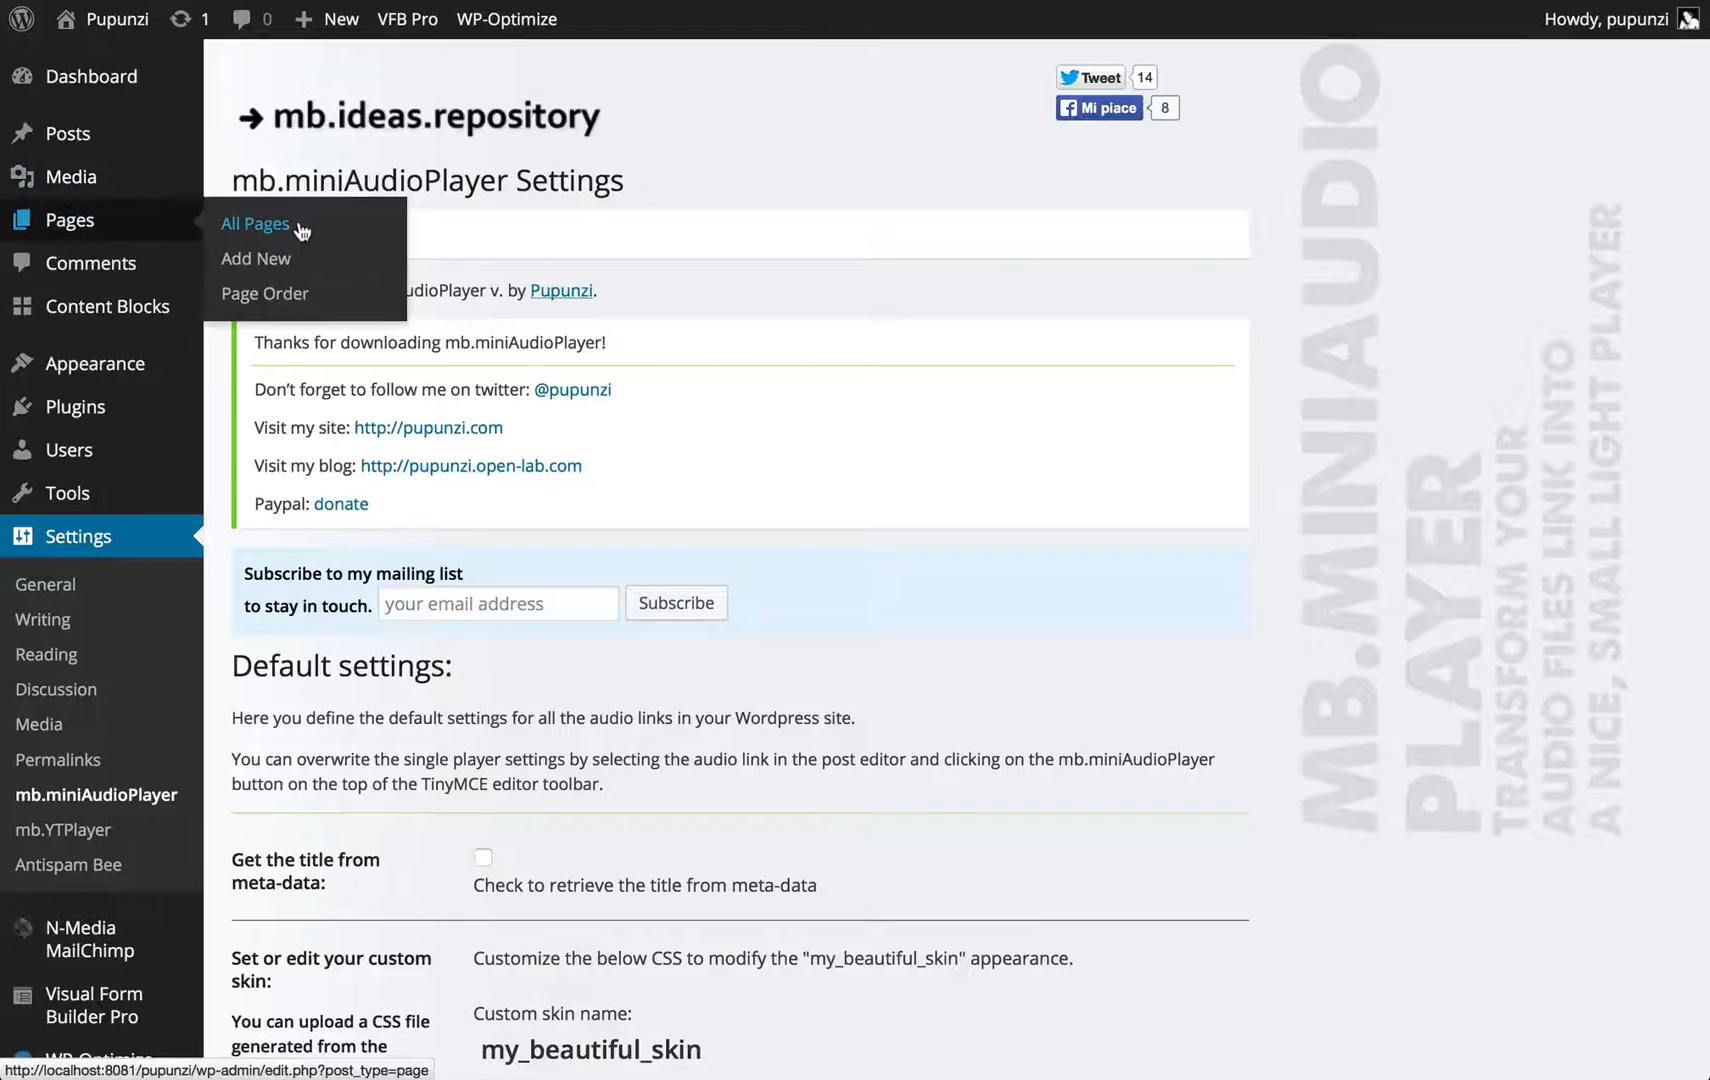 Pupunzi 1 0 New VFB Pro WP-Optimize Howdy, pupunzi
Dashboard
Posts
Media
Pages
All Pages
Add New
Page Order
Comments
Content Blocks
Appearance
Plugins
Users
Tools
Settings
General
Writing
Reading
Discussion
Media
Permalinks
mb.miniAudioPlayer
mb.YTPlayer
Antispam Bee
N-Media
MailChimp
Visual Form
Builder Pro
WP-Optimize
Tweet 14
Mi piace 8
mb.ideas.repository
mb.miniAudioPlayer Settings
udioPlayer v. by Pupunzi.
Thanks for downloading mb.miniAudioPlayer!
Don’t forget to follow me on twitter: @pupunzi
Visit my site: http://pupunzi.com
Visit my blog: http://pupunzi.open-lab.com
Paypal: donate
Subscribe to my mailing list
to stay in touch. your email address Subscribe
Default settings:
Here you define the default settings for all the audio links in your Wordpress site.
You can overwrite the single player settings by selecting the audio link in the post editor and clicking on the mb.miniAudioPlayer
button on the top of the TinyMCE editor toolbar.
Get the title from
meta-data:
Check to retrieve the title from meta-data
Set or edit your custom
skin:
Customize the below CSS to modify the "my_beautiful_skin" appearance.
You can upload a CSS file
generated from the
Custom skin name:
my_beautiful_skin
MB.MINIAUDIO
PLAYER
TRANSFORM YOUR
AUDIO FILES LINK INTO
A NICE, SMALL LIGHT PLAYER
http://localhost:8081/pupunzi/wp-admin/edit.php?post_type=page